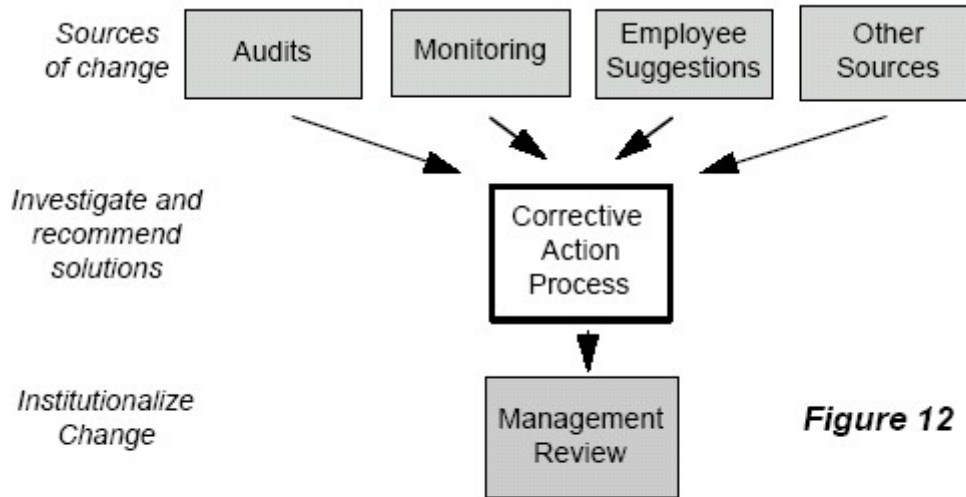 Sources
of change
Audits
Monitoring
Employee
Suggestions
Other
Sources
Investigate and
recommend
solutions
Corrective
Action
Process
Institutionalize
Change
Management
Review
Figure 12